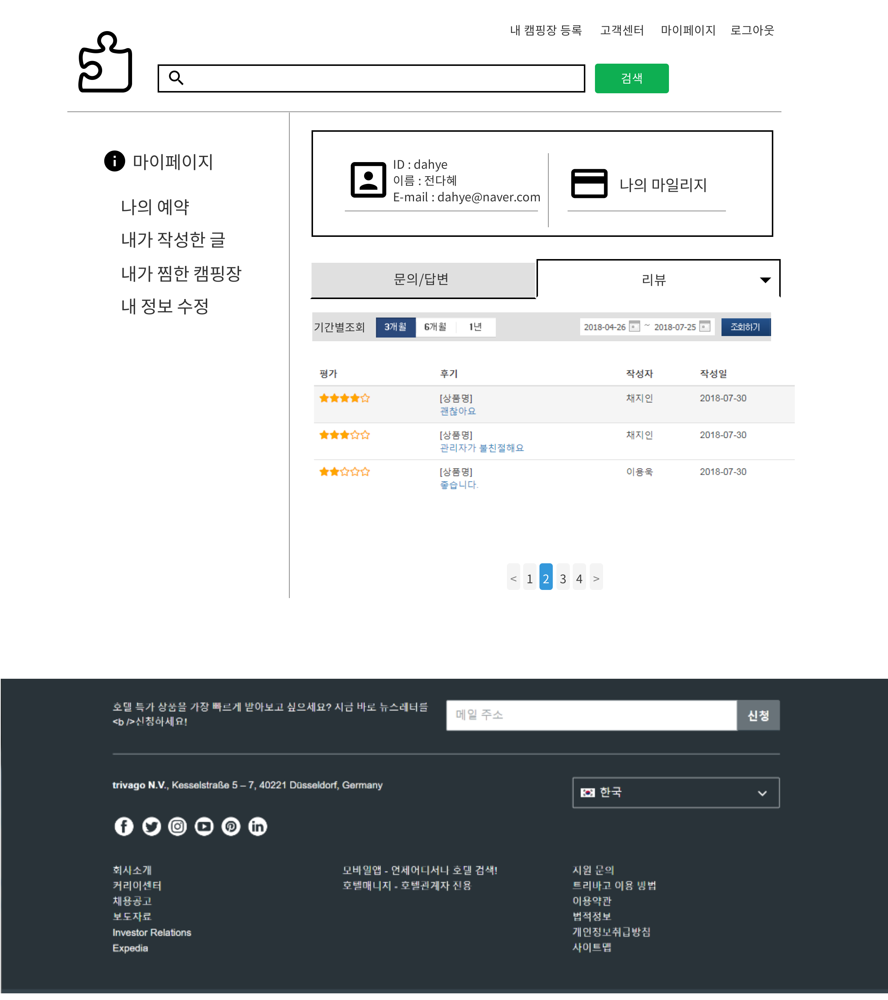 내 캠핑장 등록 고객센터 마이페이지 로그아웃
검색
마이페이지
나의 예약
내가 작성한 글
내가 찜한 캠핑장
내 정보 수정
ID : dahye
이름 : 전다혜
E-mail : dahye@naver.com
나의 마일리지
문의/답변 리뷰
기간별조회 3개월 6개월 1년 2018-04-26 ~ 2018-07-25 조회하기
평가 후기 작성자 작성일
[상품명] 채지인 2018-07-30
괜찮아요
[상품명] 채지인 2018-07-30
관리자가 불친절해요
[상품명] 이용욱 2018-07-30
좋습니다.
< 1 2 3 4 >
호텔 특가 상품을 가장 빠르게 받아보고 싶으세요? 지금 바로 뉴스레터를
<b />신청하세요!
메일 주소 신청
trivago N.V., Kesselstraße 5 – 7, 40221 Düsseldorf, Germany
한국
회사소개
커리어센터
채용공고
보도자료
Investor Relations
Expedia
모바일앱 - 언제어디서나 호텔 검색!
호텔매니저 - 호텔관계자 전용
지원 문의
트리바고 이용 방법
이용약관
법적정보
개인정보취급방침
사이트맵